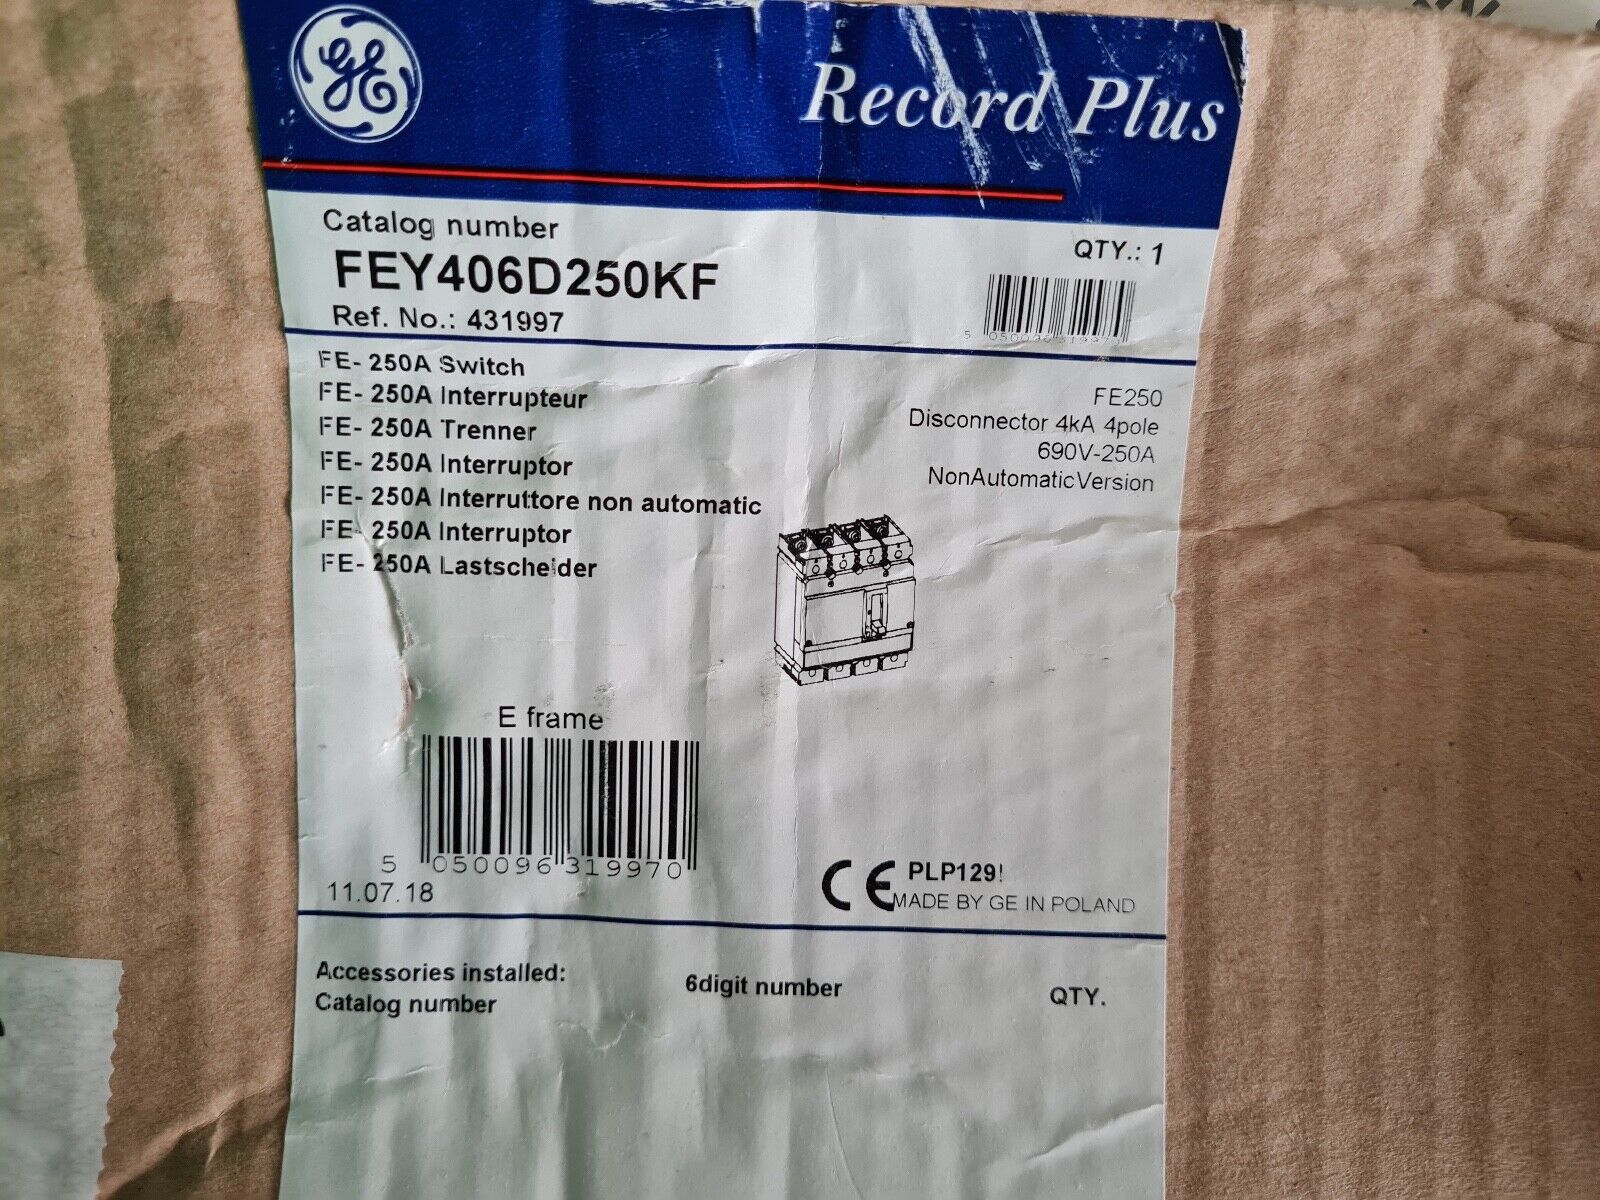 GE
Record Plus
Catalog number
QTY.: 1
FEY406D250KF
Ref. No.: 431997
5 050096 319970
FE- 250A Switch
FE- 250A Interrupteur
FE- 250A Trenner
FE- 250A Interruptor
FE- 250A Interruttore non automatic
FE- 250A Interruptor
FE- 250A Lastscheider
FE250
Disconnector 4kA 4pole
690V-250A
NonAutomaticVersion
E frame
5 050096 319970
11.07.18
CE PLP129
MADE BY GE IN POLAND
Accessories installed:
Catalog number
6digit number
QTY.